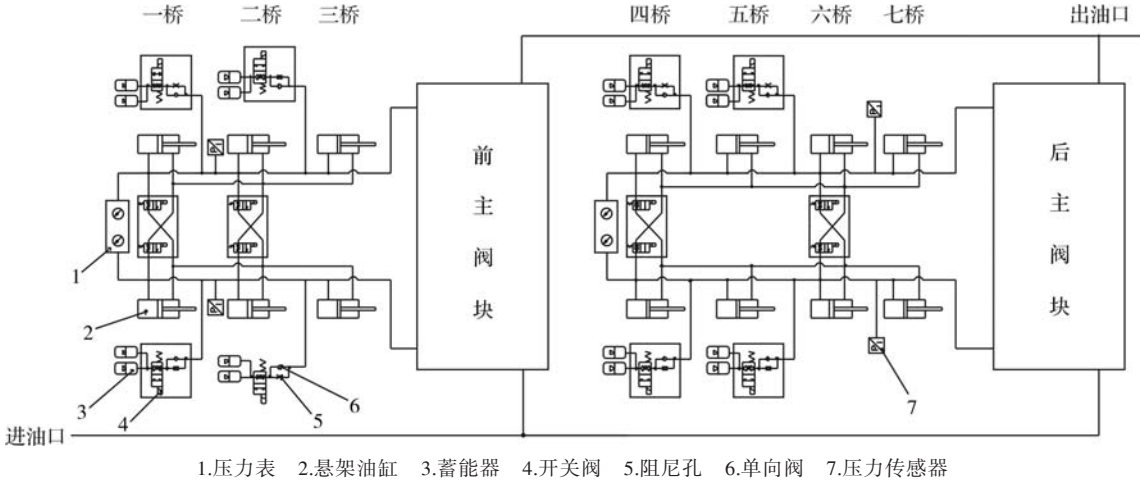 一桥 二桥 三桥 四桥 五桥 六桥 七桥 出油口
前主阀块
后主阀块
1
2
3
4
5
6
7
进油口
1.压力表 2.悬架油缸 3.蓄能器 4.开关阀 5.阻尼孔 6.单向阀 7.压力传感器